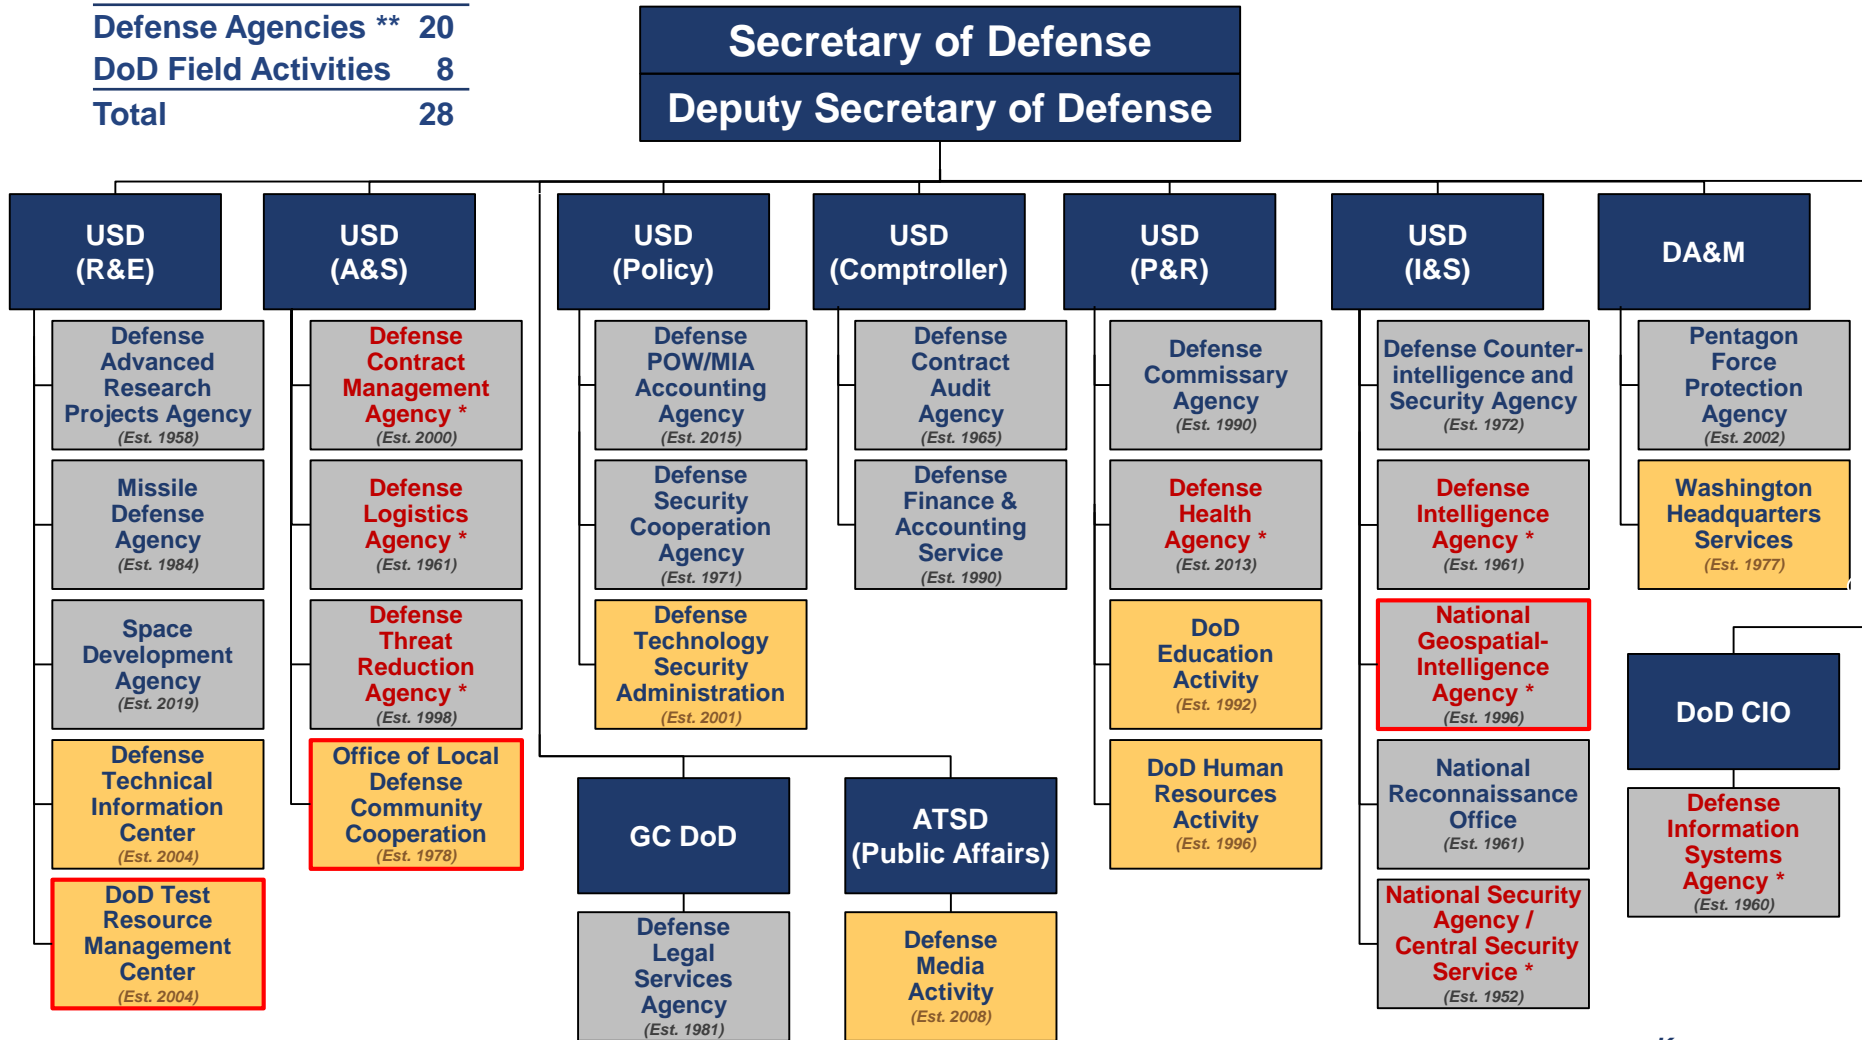 Defense Agencies ** 20
DoD Field Activities 8
Total 28
Secretary of Defense
Deputy Secretary of Defense
USD
(R&E)
Defense
Advanced
Research
Projects Agency
(Est. 1958)
Missile
Defense
Agency
(Est. 1984)
Space
Development
Agency
(Est. 2019)
Defense
Technical
Information
Center
(Est. 2004)
DoD Test
Resource
Management
Center
(Est. 2004)
USD
(A&S)
Defense
Contract
Management
Agency *
(Est. 2000)
Defense
Logistics
Agency *
(Est. 1961)
Defense
Threat
Reduction
Agency *
(Est. 1998)
Office of Local
Defense
Community
Cooperation
(Est. 1978)
USD
(Policy)
Defense
POW/MIA
Accounting
Agency
(Est. 2015)
Defense
Security
Cooperation
Agency
(Est. 1971)
Defense
Technology
Security
Administration
(Est. 2001)
GC DoD
Defense
Legal
Services
Agency
(Est. 1981)
USD
(Comptroller)
Defense
Contract
Audit
Agency
(Est. 1965)
Defense
Finance &
Accounting
Service
(Est. 1990)
ATSD
(Public Affairs)
Defense
Media
Activity
(Est. 2008)
USD
(P&R)
Defense
Commissary
Agency
(Est. 1990)
Defense
Health
Agency *
(Est. 2013)
DoD
Education
Activity
(Est. 1992)
DoD Human
Resources
Activity
(Est. 1996)
USD
(I&S)
Defense Counter-
intelligence and
Security Agency
(Est. 1972)
Defense
Intelligence
Agency *
(Est. 1961)
National
Geospatial-
Intelligence
Agency *
(Est. 1996)
National
Reconnaissance
Office
(Est. 1961)
National Security
Agency /
Central Security
Service *
(Est. 1952)
DA&M
Pentagon
Force
Protection
Agency
(Est. 2002)
Washington
Headquarters
Services
(Est. 1977)
DoD CIO
Defense
Information
Systems
Agency *
(Est. 1960)